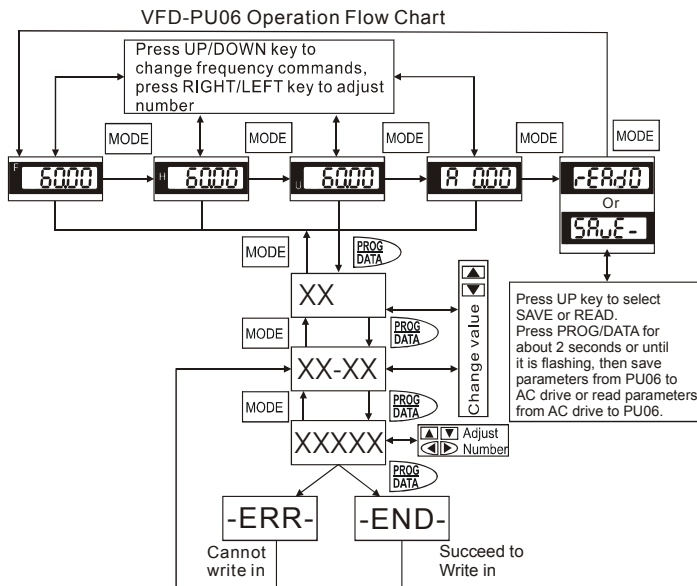 VFD-PU06 Operation Flow Chart
Press UP/DOWN key to
change frequency commands,
press RIGHT/LEFT key to adjust
number
MODE
MODE
MODE
MODE
MODE
F 60.00
H 60.00
U 60.00
A 0.00
rEAd0
Or
SAvE-
MODE
PROG
DATA
XX
MODE
PROG
DATA
XX-XX
MODE
PROG
DATA
XXXXX
PROG
DATA
Change value
Adjust
Number
Press UP key to select
SAVE or READ.
Press PROG/DATA for
about 2 seconds or until
it is flashing, then save
parameters from PU06 to
AC drive or read parameters
from AC drive to PU06.
-ERR-
-END-
Cannot
write in
Succeed to
Write in